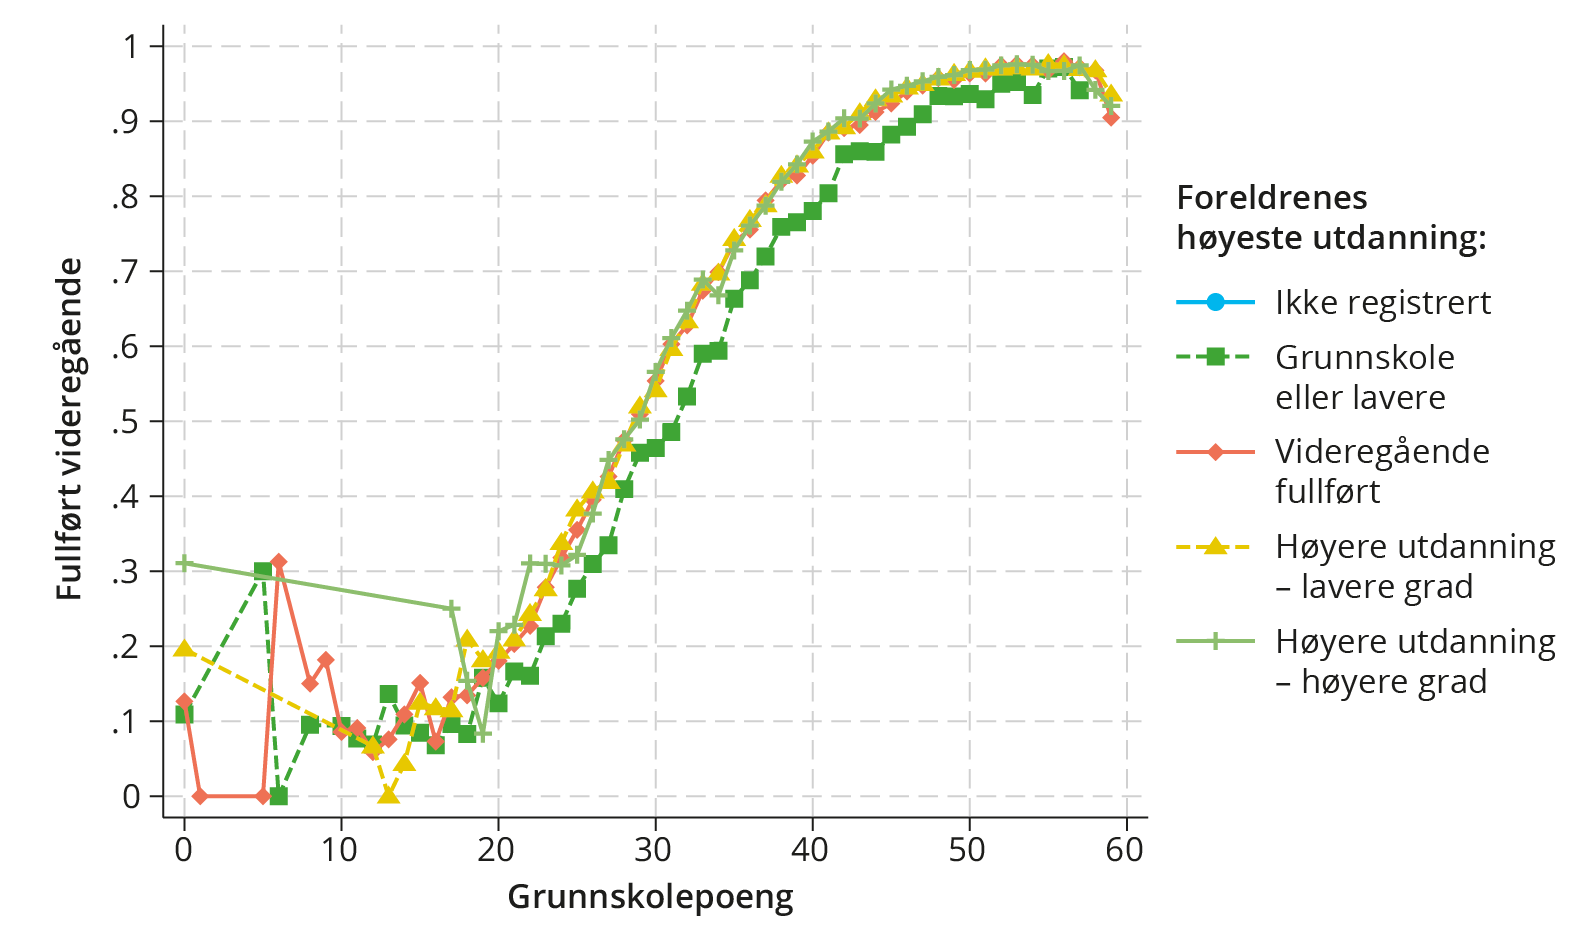 1
.9
.8
.7
.6
.5
.4
.3
.2
.1
0
Fullført videregående
0 10 20 30 40 50 60
Grunnskolepoeng
Foreldrenes
høyeste utdanning:
Ikke registrert
Grunnskole
eller lavere
Videregående
fullført
Høyere utdanning
– lavere grad
Høyere utdanning
– høyere grad